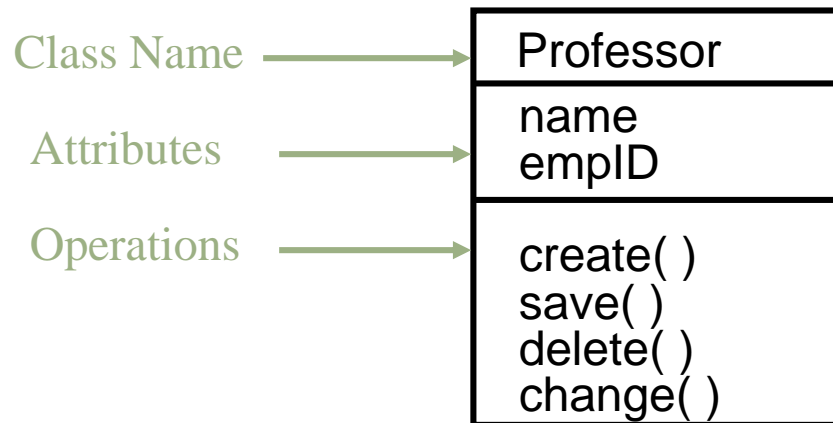 Class Name
Professor
Attributes
name
empID
Operations
create( )
save( )
delete( )
change( )